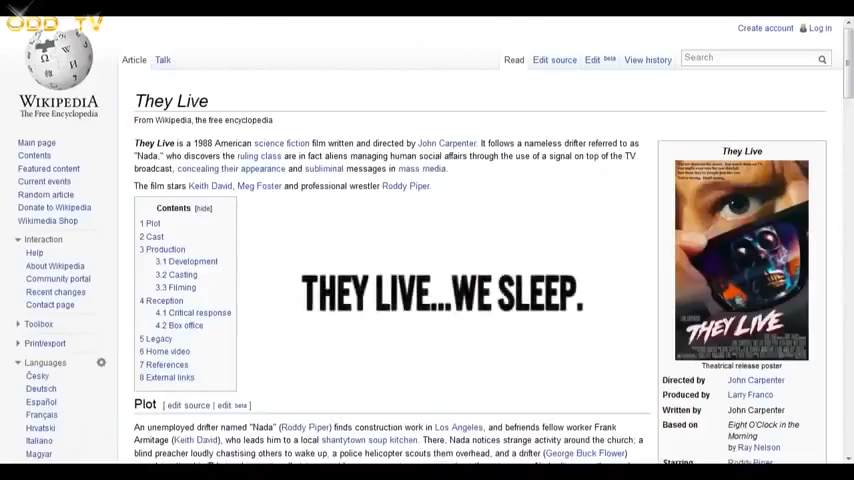 ODD TV
Create account Log in
Article Talk Read Edit source Edit beta View history Search
WIKIPEDIA
The Free Encyclopedia
Main page
Contents
Featured content
Current events
Random article
Donate to Wikipedia
Wikimedia Shop
Interaction
Help
About Wikipedia
Community portal
Recent changes
Contact page
Toolbox
Print/export
Languages
Česky
Deutsch
Español
Français
Hrvatski
Italiano
Magyar
They Live
From Wikipedia, the free encyclopedia
They Live is a 1988 American science fiction film written and directed by John Carpenter. It follows a nameless drifter referred to as
"Nada," who discovers the ruling class are in fact aliens managing human social affairs through the use of a signal on top of the TV
broadcast, concealing their appearance and subliminal messages in mass media.
The film stars Keith David, Meg Foster and professional wrestler Roddy Piper.
Contents [hide]
1 Plot
2 Cast
3 Production
3.1 Development
3.2 Casting
3.3 Filming
4 Reception
4.1 Critical response
4.2 Box office
5 Legacy
6 Home video
7 References
8 External links
THEY LIVE...WE SLEEP.
Plot [ edit source | edit beta ]
An unemployed drifter named "Nada" (Roddy Piper) finds construction work in Los Angeles, and befriends fellow worker Frank
Armitage (Keith David), who leads him to a local shantytown soup kitchen. There, Nada notices strange activity around the church; a
blind preacher loudly chastising others to wake up, a police helicopter scouts them overhead, and a drifter (George Buck Flower)
They Live
THEY LIVE
Theatrical release poster
Directed by John Carpenter
Produced by Larry Franco
Written by John Carpenter
Based on Eight O'Clock in the
Morning
by Ray Nelson
Starring Roddy Piper